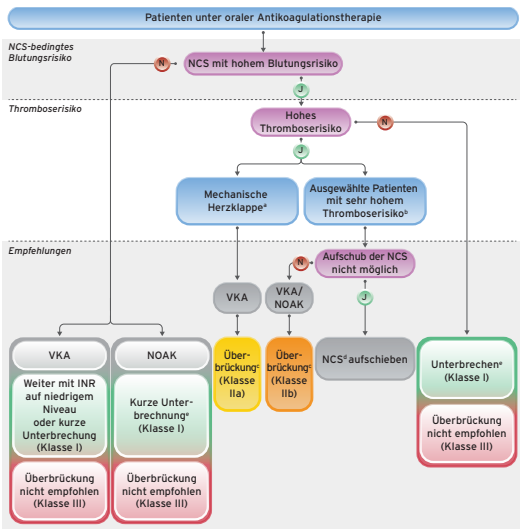 Patienten unter oraler Antikoagulationstherapie
NCS-bedingtes
Blutungsrisiko
N
NCS mit hohem Blutungsrisiko
J
Thromboserisiko
Hohes
Thromboserisiko
N
J
Mechanische
Herzklappeᵃ
Ausgewählte Patienten
mit sehr hohem
Thromboserisikoᵇ
Empfehlungen
N
Aufschub der NCS
nicht möglich
VKA
VKA/
NOAK
J
VKA
Weiter mit INR
auf niedrigem
Niveau
oder kurze
Unterbrechung
(Klasse I)
Überbrückung
nicht empfohlen
(Klasse III)
NOAK
Kurze Unter-
brechnungᵉ
(Klasse I)
Überbrückung
nicht empfohlen
(Klasse III)
Über-
brückungᶜ
(Klasse
IIa)
Über-
brückungᶜ
(Klasse
IIb)
NCSᵈ aufschieben
Unterbrechenᵉ
(Klasse I)
Überbrückung
nicht empfohlen
(Klasse III)